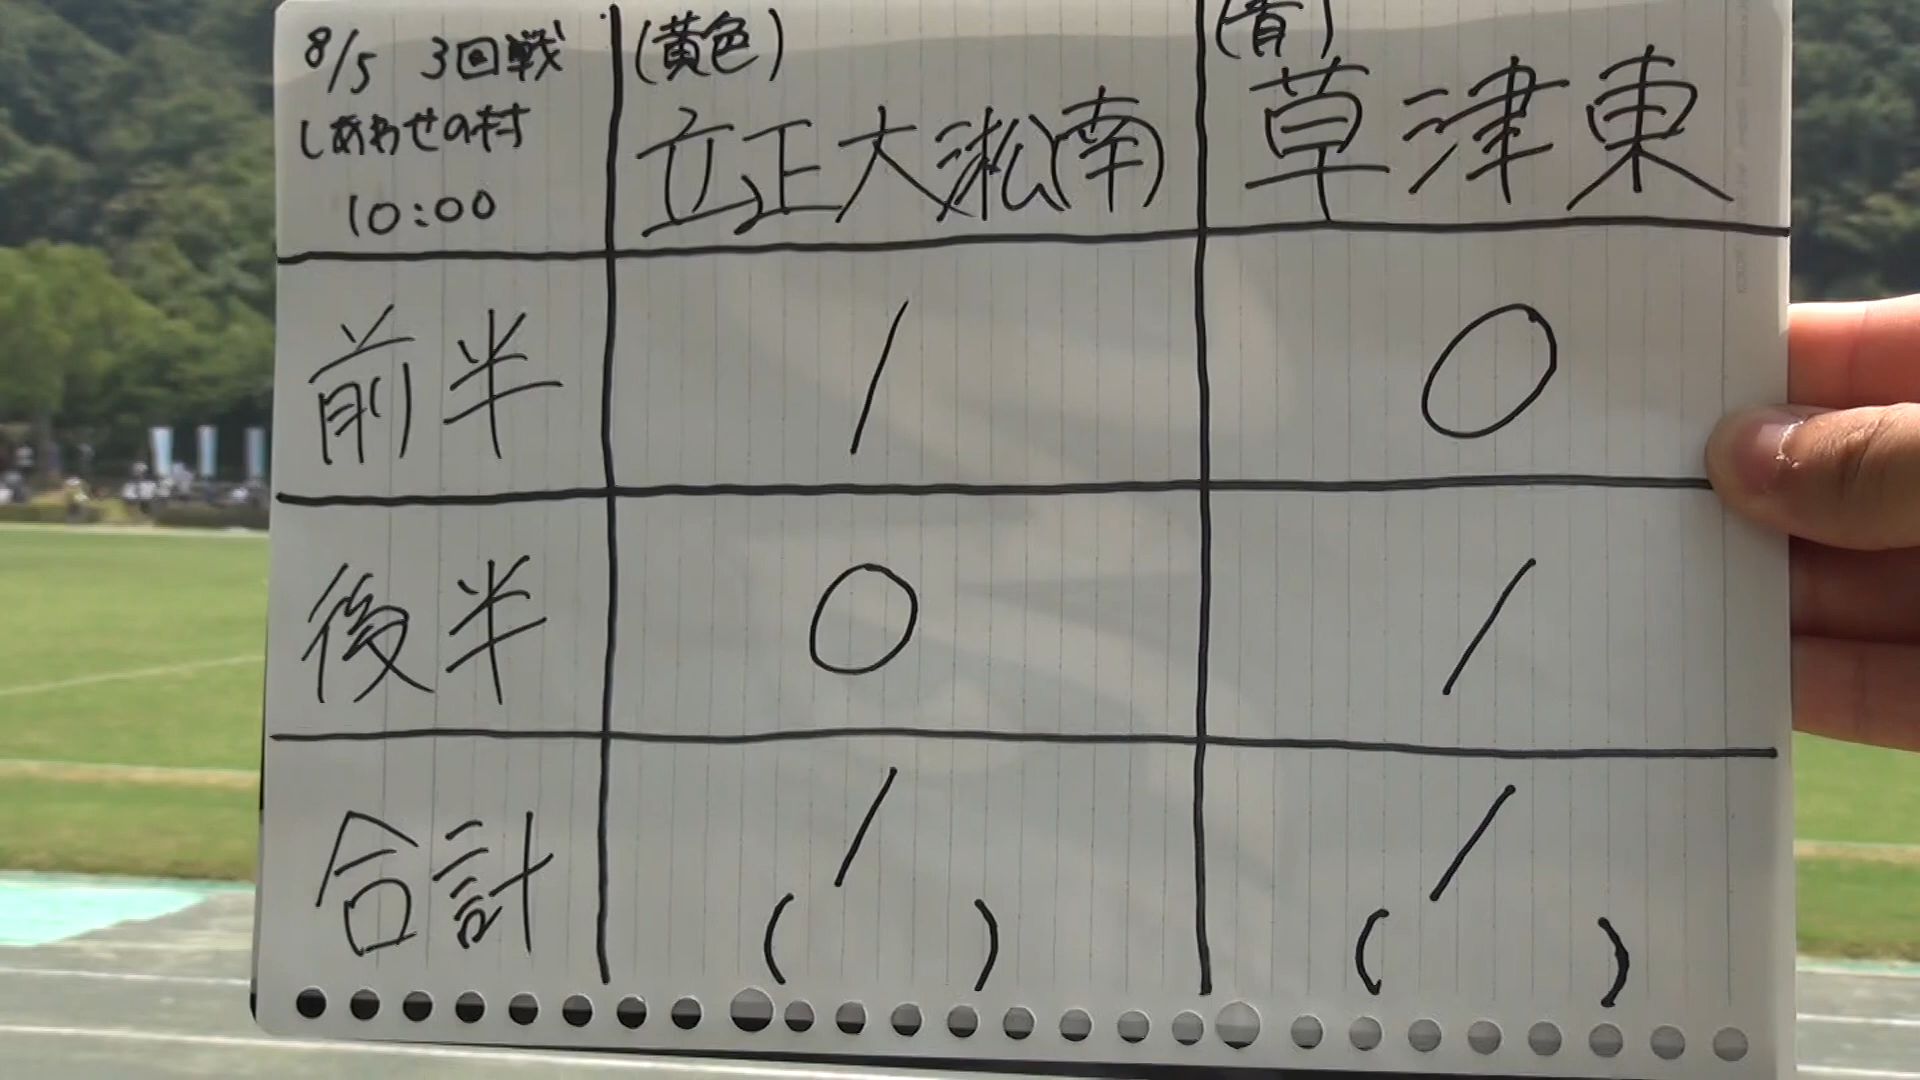 8/5 3回戦
しあわせの村
10:00
(黄色)
立正大淞南
(青)
草津東
前半 1 0
後半 0 1
合計 1 1
( ) ( )